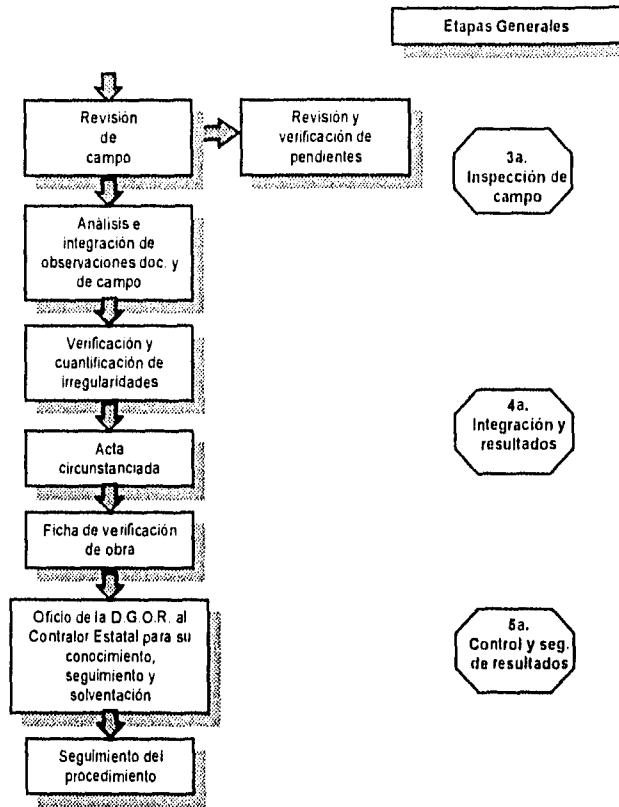 Etapas Generales
Revisión
de
campo
Revisión y
verificación de
pendientes
3a.
Inspección de
campo
Análisis e
integración de
observaciones doc. y
de campo
Verificación y
cuantificación de
irregularidades
4a.
Integración y
resultados
Acta
circunstanciada
Ficha de verificación
de obra
Oficio de la D.G.O.R. al
Contralor Estatal para su
conocimiento,
seguimiento y
solventación
5a.
Control y seg.
de resultados
Seguimiento del
procedimiento